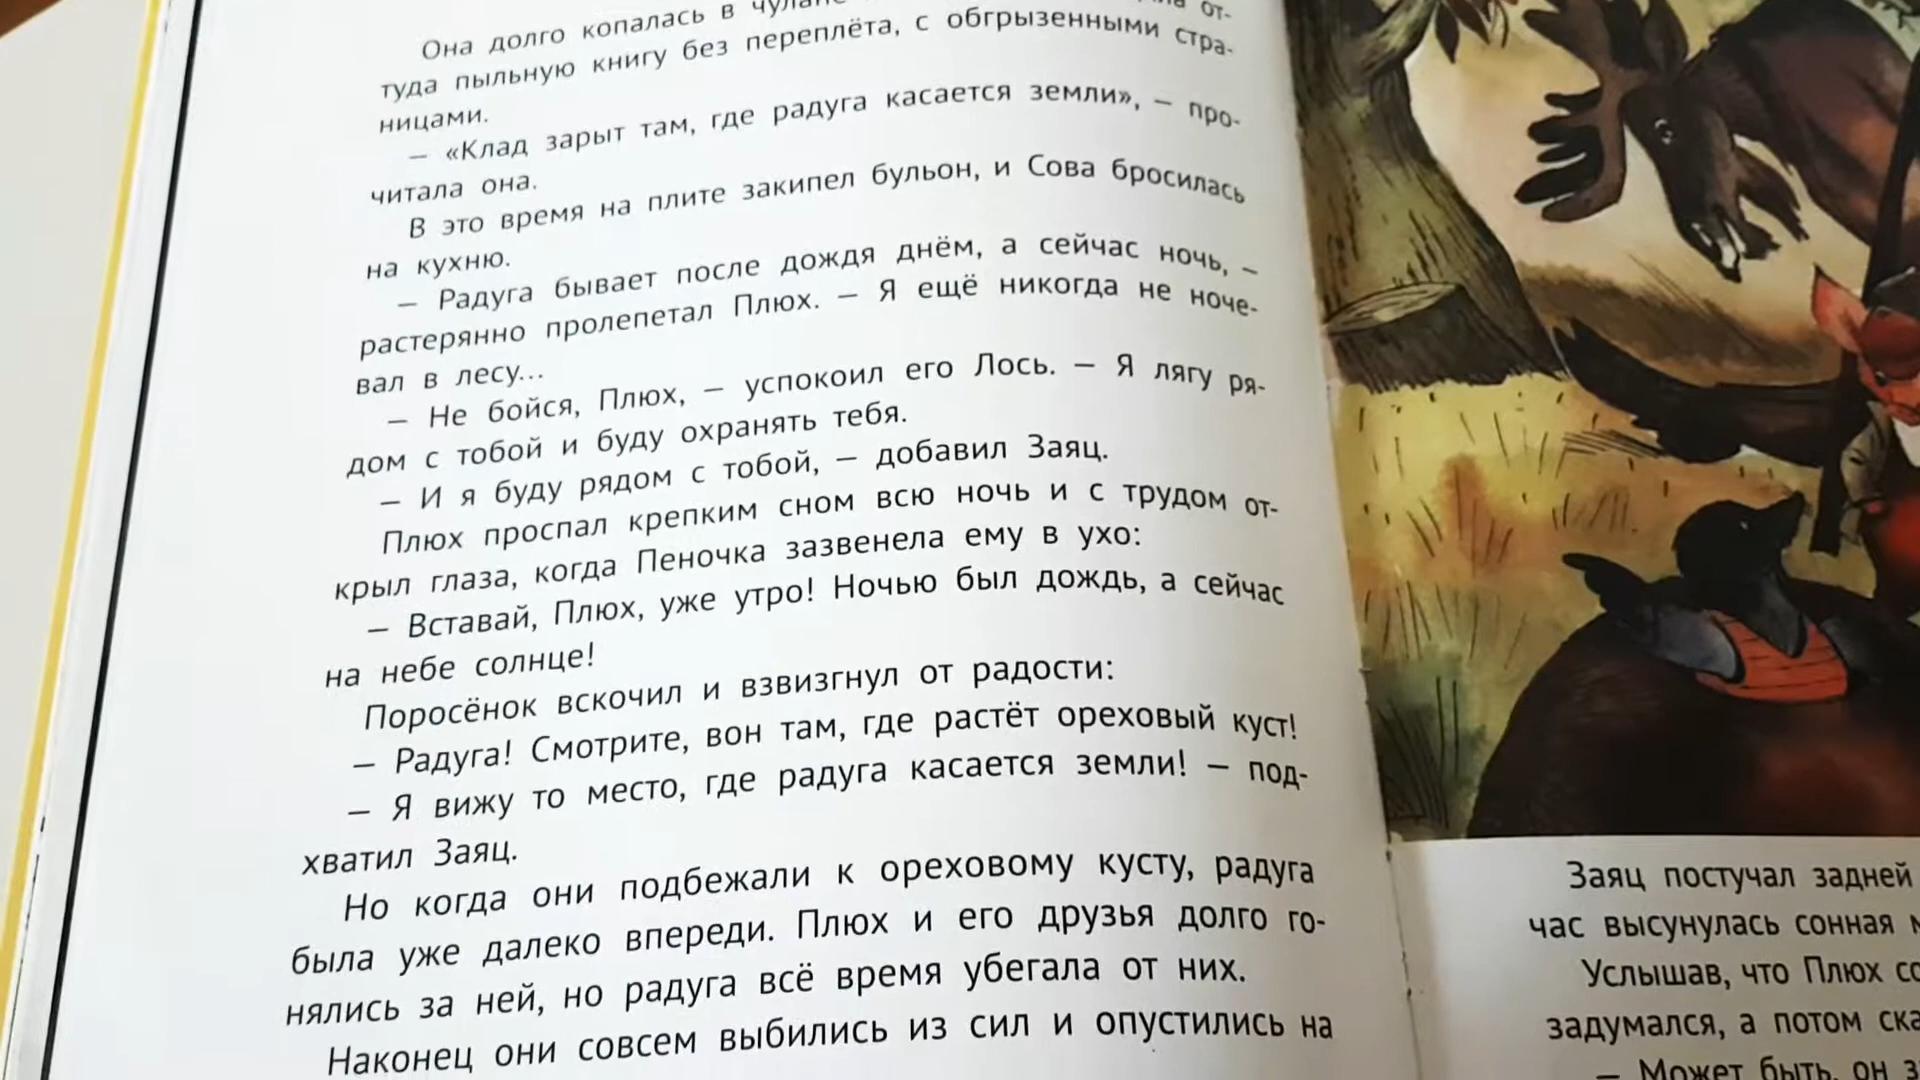 Она долго копалась в
туда пыльную книгу без переплёта, с обгрызенными стра-
ницами.
– «Клад зарыт там, где радуга касается земли», – про-
читала она.
В это время на плите закипел бульон, и Сова бросилась
на кухню.
– Радуга бывает после дождя днём, а сейчас ночь, –
растерянно пролепетал Плюх. – Я ещё никогда не ноче-
вал в лесу...
– Не бойся, Плюх, – успокоил его Лось. – Я лягу ря-
дом с тобой и буду охранять тебя.
– И я буду рядом с тобой, – добавил Заяц.
Плюх проспал крепким сном всю ночь и с трудом от-
крыл глаза, когда Пеночка зазвенела ему в ухо:
– Вставай, Плюх, уже утро! Ночью был дождь, а сейчас
на небе солнце!
Поросёнок вскочил и взвизгнул от радости:
– Радуга! Смотрите, вон там, где растёт ореховый куст!
– Я вижу то место, где радуга касается земли! – под-
хватил Заяц.
Но когда они подбежали к ореховому кусту, радуга
была уже далеко впереди. Плюх и его друзья долго го-
нялись за ней, но радуга всё время убегала от них.
Наконец они совсем выбились из сил и опустились на
Заяц постучал задней
час высунулась сонная
Услышав, что Плюх
задумался, а потом
– Может быть, он